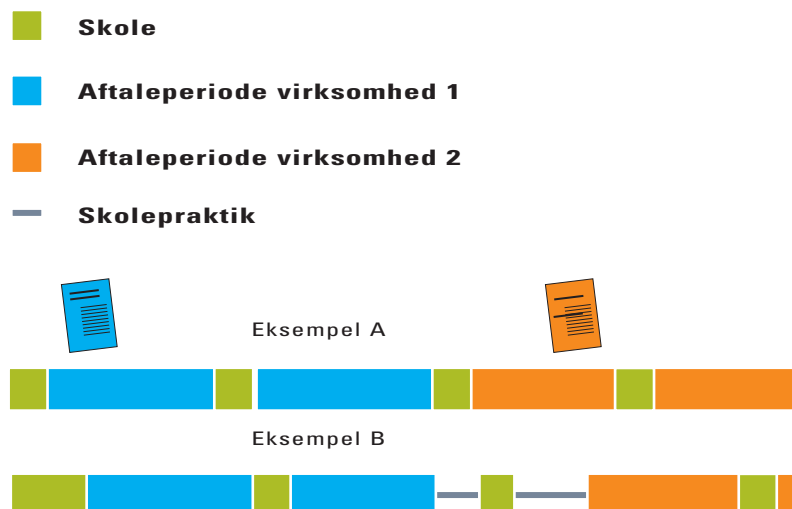 Skole
Aftaleperiode virksomhed 1
Aftaleperiode virksomhed 2
Skolepraktik
Eksempel A
Eksempel B